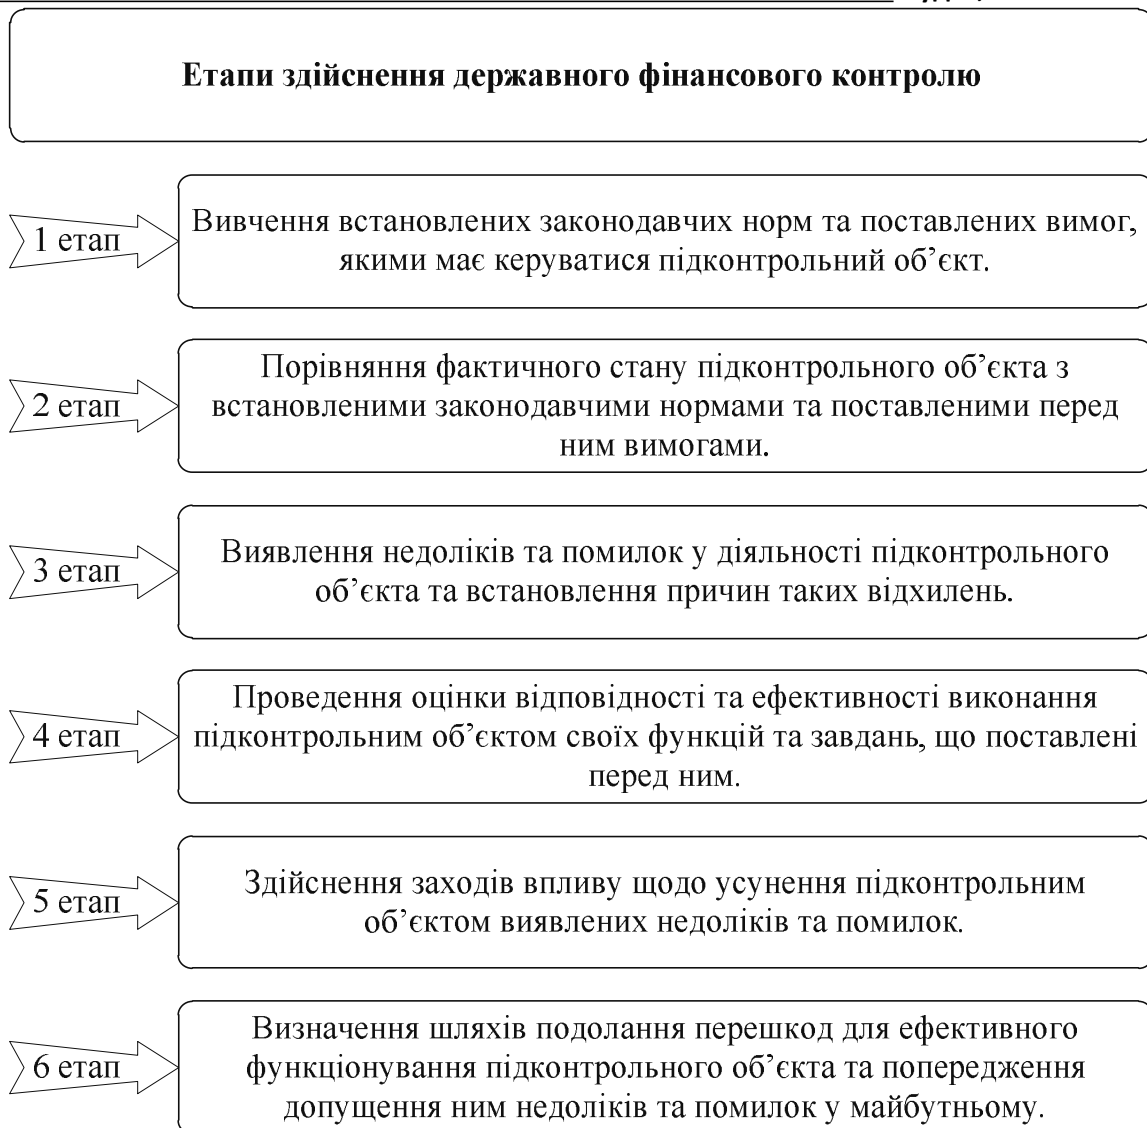 Етапи здійснення державного фінансового контролю
1 етап
Вивчення встановлених законодавчих норм та поставлених вимог,
якими має керуватися підконтрольний об’єкт.
2 етап
Порівняння фактичного стану підконтрольного об’єкта з
встановленими законодавчими нормами та поставленими перед
ним вимогами.
3 етап
Виявлення недоліків та помилок у діяльності підконтрольного
об’єкта та встановлення причин таких відхилень.
4 етап
Проведення оцінки відповідності та ефективності виконання
підконтрольним об’єктом своїх функцій та завдань, що поставлені
перед ним.
5 етап
Здійснення заходів впливу щодо усунення підконтрольним
об’єктом виявлених недоліків та помилок.
6 етап
Визначення шляхів подолання перешкод для ефективного
функціонування підконтрольного об’єкта та попередження
допущення ним недоліків та помилок у майбутньому.